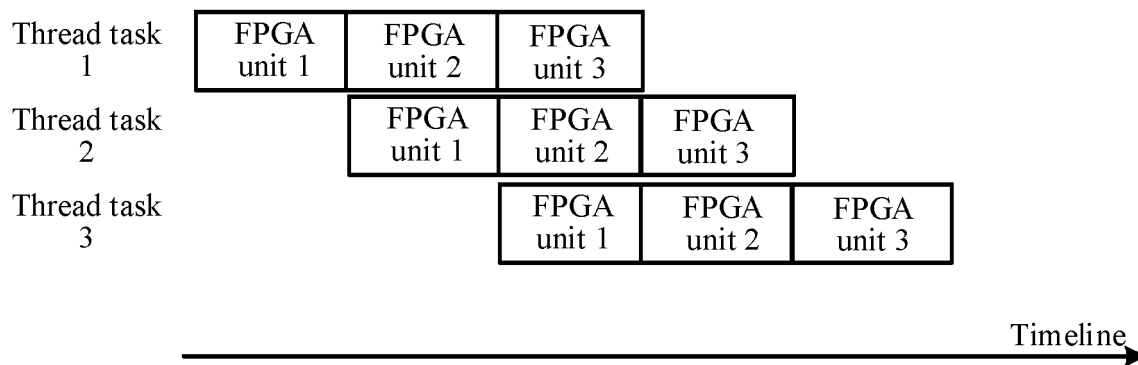 Thread task
1
FPGA
unit 1
FPGA
unit 2
FPGA
unit 3
Thread task
2
FPGA
unit 1
FPGA
unit 2
FPGA
unit 3
Thread task
3
FPGA
unit 1
FPGA
unit 2
FPGA
unit 3
Timeline